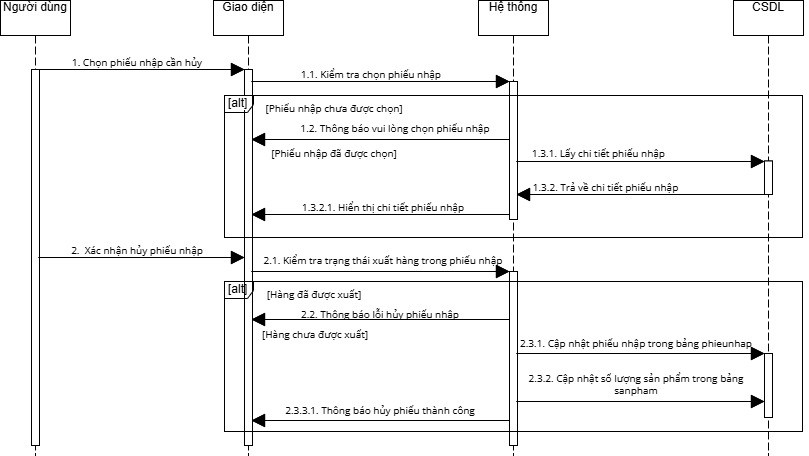 Người dùng
Giao diện
Hệ thống
CSDL
1. Chọn phiếu nhập cần hủy
1.1. Kiểm tra chọn phiếu nhập
[alt]
[Phiếu nhập chưa được chọn]
1.2. Thông báo vui lòng chọn phiếu nhập
[Phiếu nhập đã được chọn]
1.3.1. Lấy chi tiết phiếu nhập
1.3.2. Trả về chi tiết phiếu nhập
1.3.2.1. Hiển thị chi tiết phiếu nhập
2. Xác nhận hủy phiếu nhập
2.1. Kiểm tra trạng thái xuất hàng trong phiếu nhập
[alt]
[Hàng đã được xuất]
2.2. Thông báo lỗi hủy phiếu nhập
[Hàng chưa được xuất]
2.3.1. Cập nhật phiếu nhập trong bảng phieunhap
2.3.2. Cập nhật số lượng sản phẩm trong bảng
sanpham
2.3.3.1. Thông báo hủy phiếu thành công